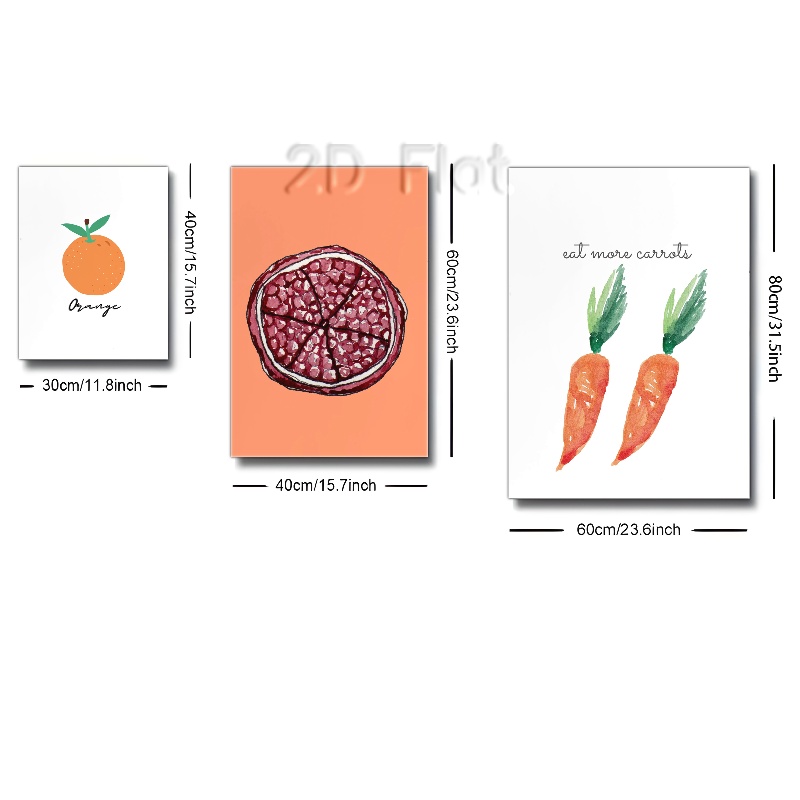 2D Flat
Orange
40cm/15.7inch
30cm/11.8inch
60cm/23.6inch
40cm/15.7inch
eat more carrots
80cm/31.5inch
60cm/23.6inch